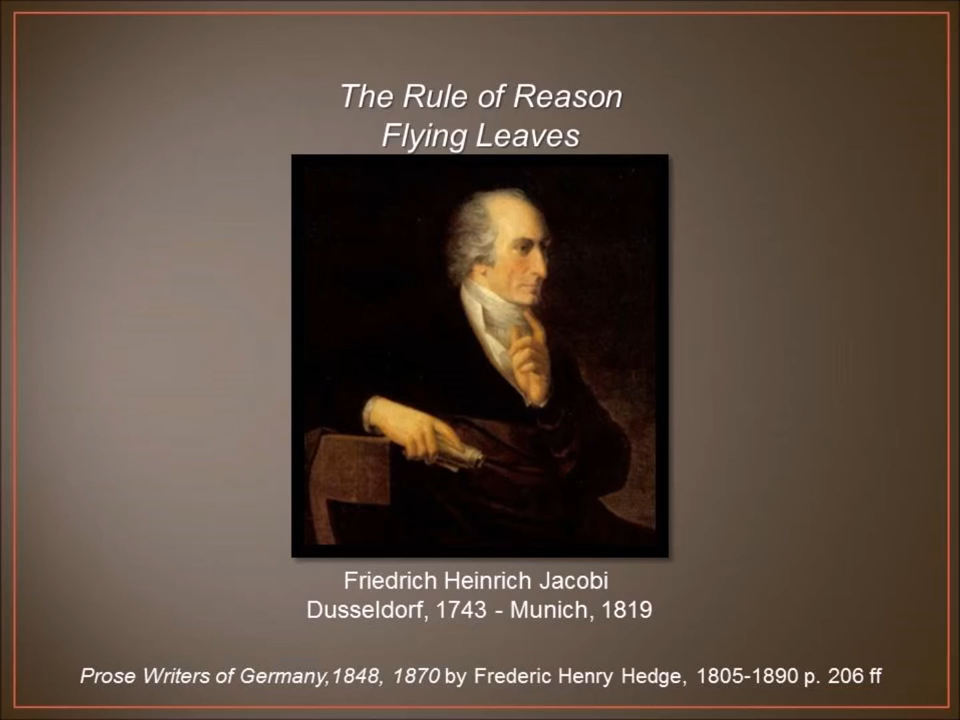 The Rule of Reason
Flying Leaves
Friedrich Heinrich Jacobi
Dusseldorf, 1743 - Munich, 1819
Prose Writers of Germany,1848, 1870 by Frederic Henry Hedge, 1805-1890 p. 206 ff